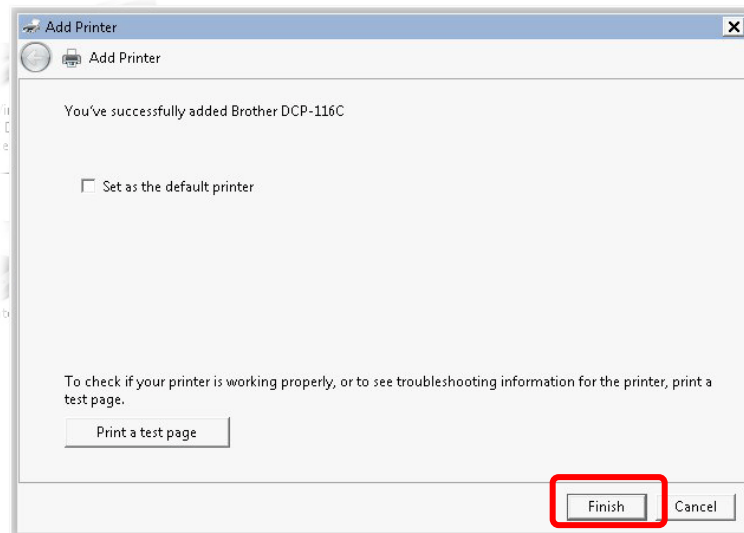 Add Printer
Add Printer
You've successfully added Brother DCP-116C
Set as the default printer
To check if your printer is working properly, or to see troubleshooting information for the printer, print a
test page.
Print a test page
Finish Cancel